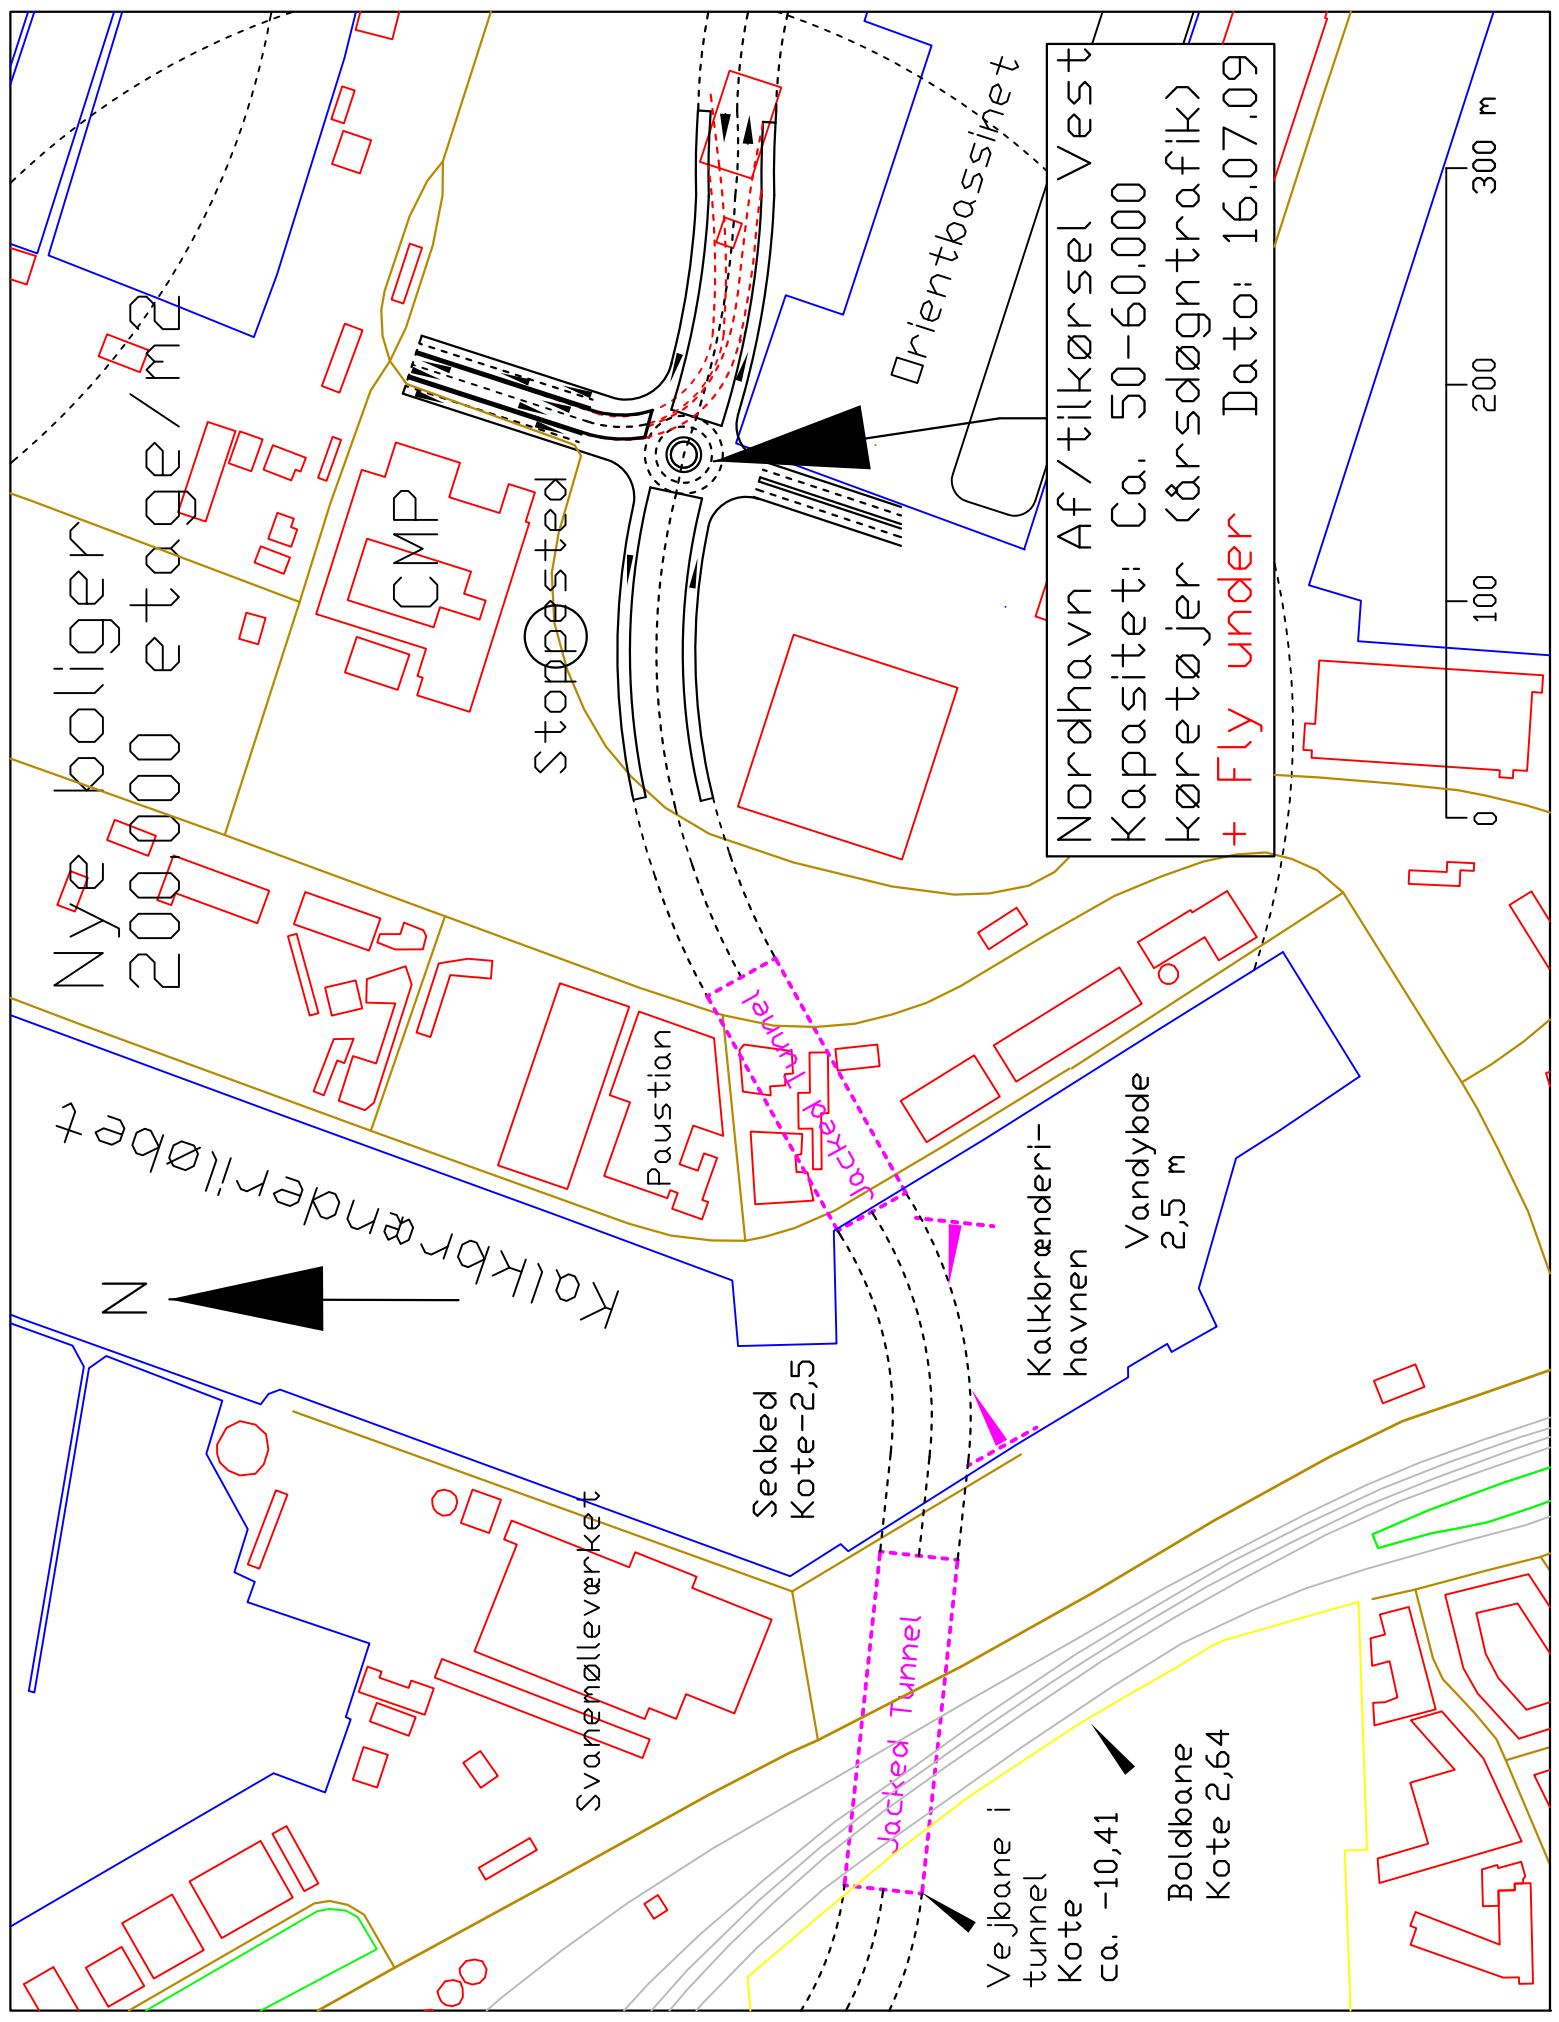 Nye boliger
200.000 etage/m2
CMP
Stoppested
Orientbassinet
Nordhavn Af/tilkørsel Vest
Kapasitet: Ca. 50-60.000
køretøjer (årsdøgntrafik)
+ Fly under Dato: 16.07.09
0 100 200 300 m
Kalkbrænderiløbet
N
Paustian
Jacked Tunnel
Seabed
Kote-2,5
Kalkbrænderi-
havnen
Vandybde
2,5 m
Svanemølleværket
Jacked Tunnel
Vejbane i
tunnel
Kote
ca. -10,41
Boldbane
Kote 2,64